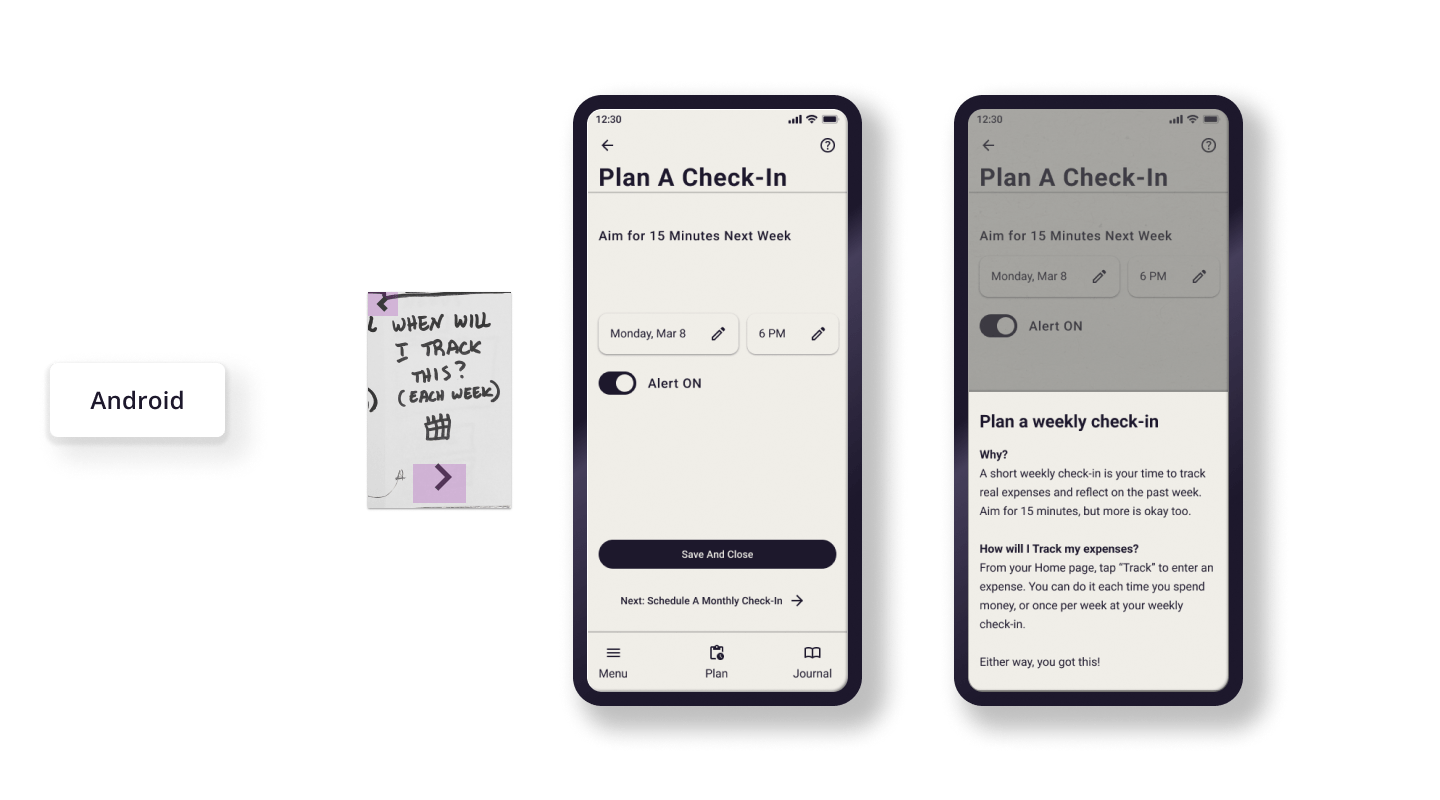 Android
WHEN WILL
I TRACK
THIS?
(EACH WEEK)
12:30
Plan A Check-In
Aim for 15 Minutes Next Week
Monday, Mar 8
6 PM
Alert ON
Save And Close
Next: Schedule A Monthly Check-In
Menu
Plan
Journal
12:30
Plan A Check-In
Aim for 15 Minutes Next Week
Monday, Mar 8
6 PM
Alert ON
Plan a weekly check-in
Why?
A short weekly check-in is your time to track
real expenses and reflect on the past week.
Aim for 15 minutes, but more is okay too.
How will I Track my expenses?
From your Home page, tap “Track” to enter an
expense. You can do it each time you spend
money, or once per week at your weekly
check-in.
Either way, you got this!